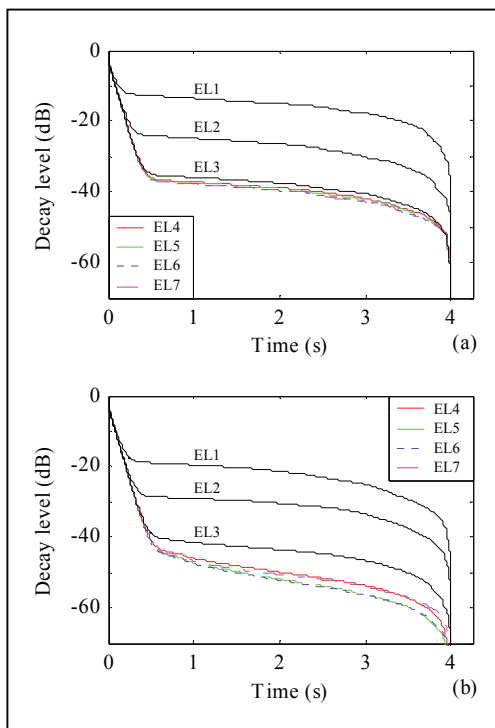 0
EL1
-20
EL2
EL3
-40
-60
Decay level (dB)
EL4
EL5
EL6
EL7
0
1
2
3
4
Time (s)
(a)
0
EL4
EL5
EL6
EL7
EL1
-20
EL2
EL3
-40
-60
Decay level (dB)
0
1
2
3
4
Time (s)
(b)